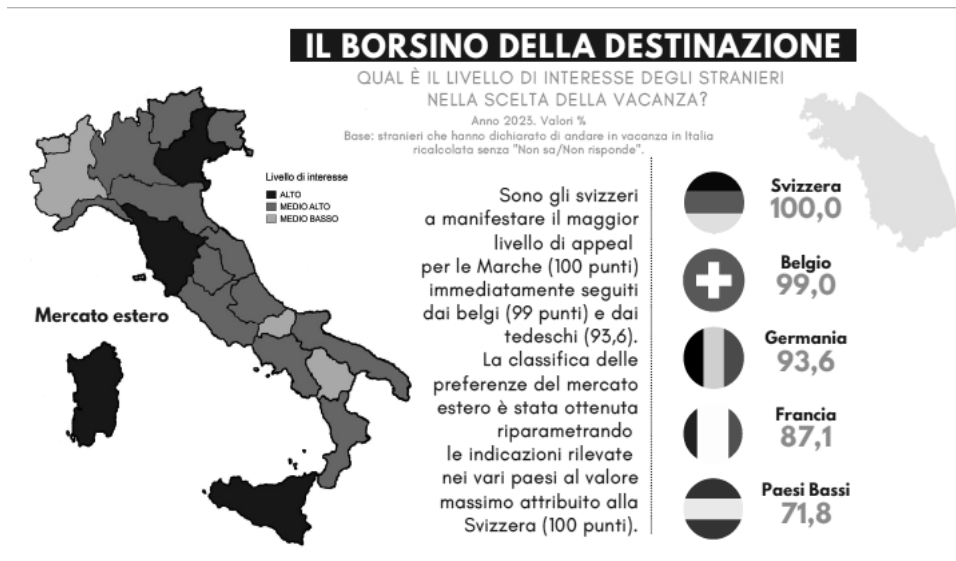 IL BORSINO DELLA DESTINAZIONE
QUAL È IL LIVELLO DI INTERESSE DEGLI STRANIERI
NELLA SCELTA DELLA VACANZA?
Anno 2023. Valori %
Base: stranieri che hanno dichiarato di andare in vacanza in Italia
ricalcolata senza "Non sa/Non risponde".
Livello di interesse
ALTO
MEDIO ALTO
MEDIO BASSO
Mercato estero
Sono gli svizzeri
a manifestare il maggior
livello di appeal
per le Marche (100 punti)
immediatamente seguiti
dai belgi (99 punti) e dai
tedeschi (93,6).
La classifica delle
preferenze del mercato
estero è stata ottenuta
riparametrando
le indicazioni rilevate
nei vari paesi al valore
massimo attribuito alla
Svizzera (100 punti).
Svizzera
100,0
Belgio
99,0
Germania
93,6
Francia
87,1
Paesi Bassi
71,8